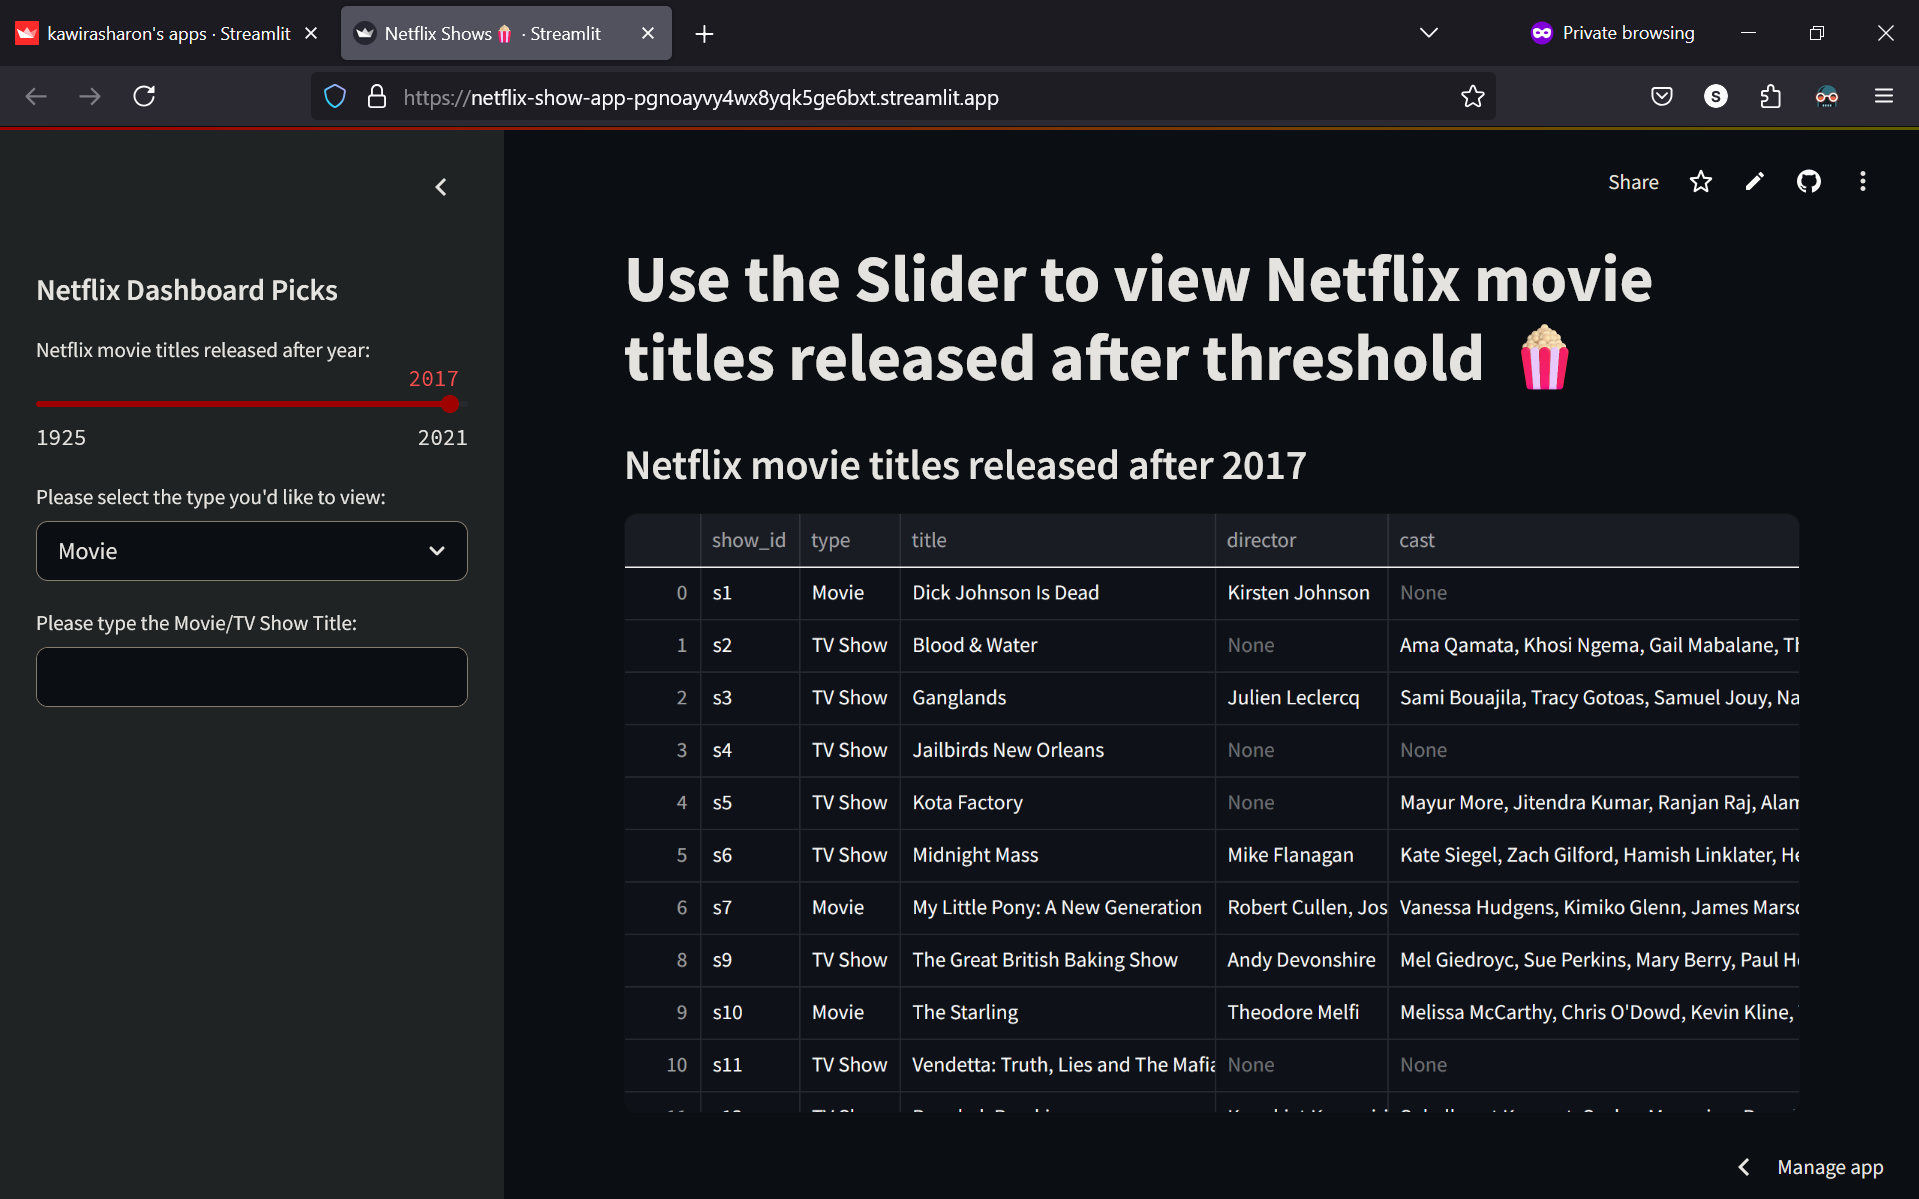 kawirasharon's apps · Streamlit
Netflix Shows🍿 · Streamlit
Private browsing
https://netflix-show-app-pgnoayvy4wx8yqk5ge6bxt.streamlit.app
S
Share
Netflix Dashboard Picks
Netflix movie titles released after year:
2017
1925 2021
Please select the type you'd like to view:
Movie
Please type the Movie/TV Show Title:
Use the Slider to view Netflix movie
titles released after threshold 🍿
Netflix movie titles released after 2017
show_id type title director cast
0 s1 Movie Dick Johnson Is Dead Kirsten Johnson None
1 s2 TV Show Blood & Water None Ama Qamata, Khosi Ngema, Gail Mabalane, Th
2 s3 TV Show Ganglands Julien Leclercq Sami Bouajila, Tracy Gotoas, Samuel Jouy, Na
3 s4 TV Show Jailbirds New Orleans None None
4 s5 TV Show Kota Factory None Mayur More, Jitendra Kumar, Ranjan Raj, Alam
5 s6 TV Show Midnight Mass Mike Flanagan Kate Siegel, Zach Gilford, Hamish Linklater, He
6 s7 Movie My Little Pony: A New Generation Robert Cullen, Jos Vanessa Hudgens, Kimiko Glenn, James Marsd
8 s9 TV Show The Great British Baking Show Andy Devonshire Mel Giedroyc, Sue Perkins, Mary Berry, Paul Ho
9 s10 Movie The Starling Theodore Melfi Melissa McCarthy, Chris O'Dowd, Kevin Kline,
10 s11 TV Show Vendetta: Truth, Lies and The Mafia None None
Manage app